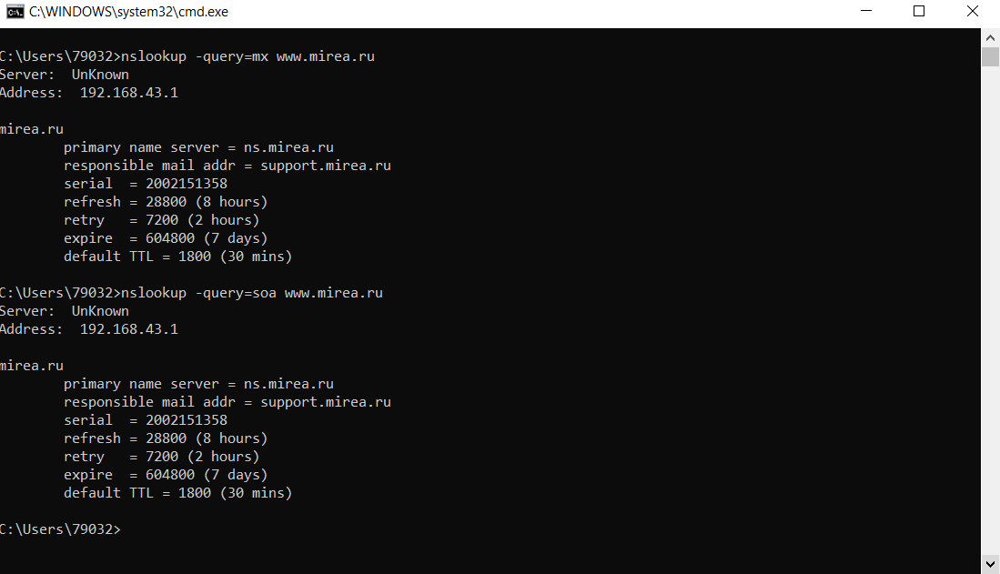 C:\WINDOWS\system32\cmd.exe
C:\Users\79032>nslookup -query=mx www.mirea.ru
Server:  UnKnown
Address:  192.168.43.1
mirea.ru
primary name server = ns.mirea.ru
responsible mail addr = support.mirea.ru
serial  = 2002151358
refresh = 28800 (8 hours)
retry   = 7200 (2 hours)
expire  = 604800 (7 days)
default TTL = 1800 (30 mins)
C:\Users\79032>nslookup -query=soa www.mirea.ru
Server:  UnKnown
Address:  192.168.43.1
mirea.ru
primary name server = ns.mirea.ru
responsible mail addr = support.mirea.ru
serial  = 2002151358
refresh = 28800 (8 hours)
retry   = 7200 (2 hours)
expire  = 604800 (7 days)
default TTL = 1800 (30 mins)
C:\Users\79032>